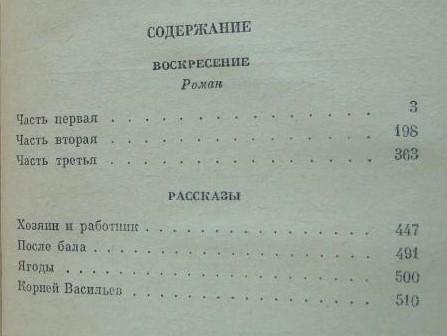 СОДЕРЖАНИЕ
ВОСКРЕСЕНИЕ
Роман
Часть первая . . . . . . . . . . . . . . . 3
Часть вторая . . . . . . . . . . . . . . . 198
Часть третья . . . . . . . . . . . . . . . 363
РАССКАЗЫ
Хозяин и работник . . . . . . . . . . . . 447
После бала . . . . . . . . . . . . . . . 491
Ягоды . . . . . . . . . . . . . . . . . 500
Корней Васильев . . . . . . . . . . . . . 510